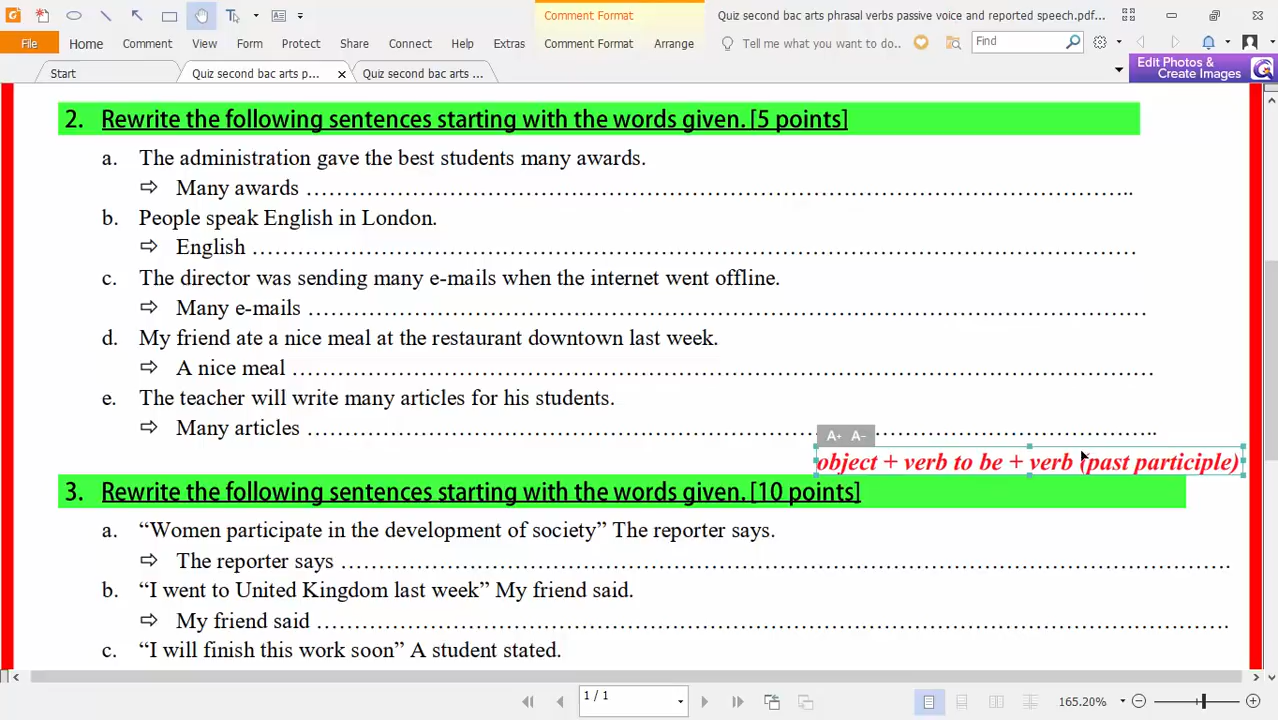 Comment Format
Quiz second bac arts phrasal verbs passive voice and reported speech.pdf...
File Home Comment View Form Protect Share Connect Help Extras Comment Format Arrange Tell me what you want to do.. Find
Edit Photos &
Create Images
Start Quiz second bac arts p... Quiz second bac arts ...
2. Rewrite the following sentences starting with the words given. [5 points]
a. The administration gave the best students many awards.
⇨ Many awards ……………………………………………………………………………………………..
b. People speak English in London.
⇨ English ……………………………………………………………………………………………………
c. The director was sending many e-mails when the internet went offline.
⇨ Many e-mails ………………………………………………………………………………………………
d. My friend ate a nice meal at the restaurant downtown last week.
⇨ A nice meal …………………………………………………………………………………………………
e. The teacher will write many articles for his students.
⇨ Many articles ……………………………………………………………………………………………..
A+ A-
object + verb to be + verb (past participle)
3. Rewrite the following sentences starting with the words given. [10 points]
a. “Women participate in the development of society” The reporter says.
⇨ The reporter says …………………………………………………………………………………………….
b. “I went to United Kingdom last week” My friend said.
⇨ My friend said ……………………………………………………………………………………………….
c. “I will finish this work soon” A student stated.
1 / 1
165.20%